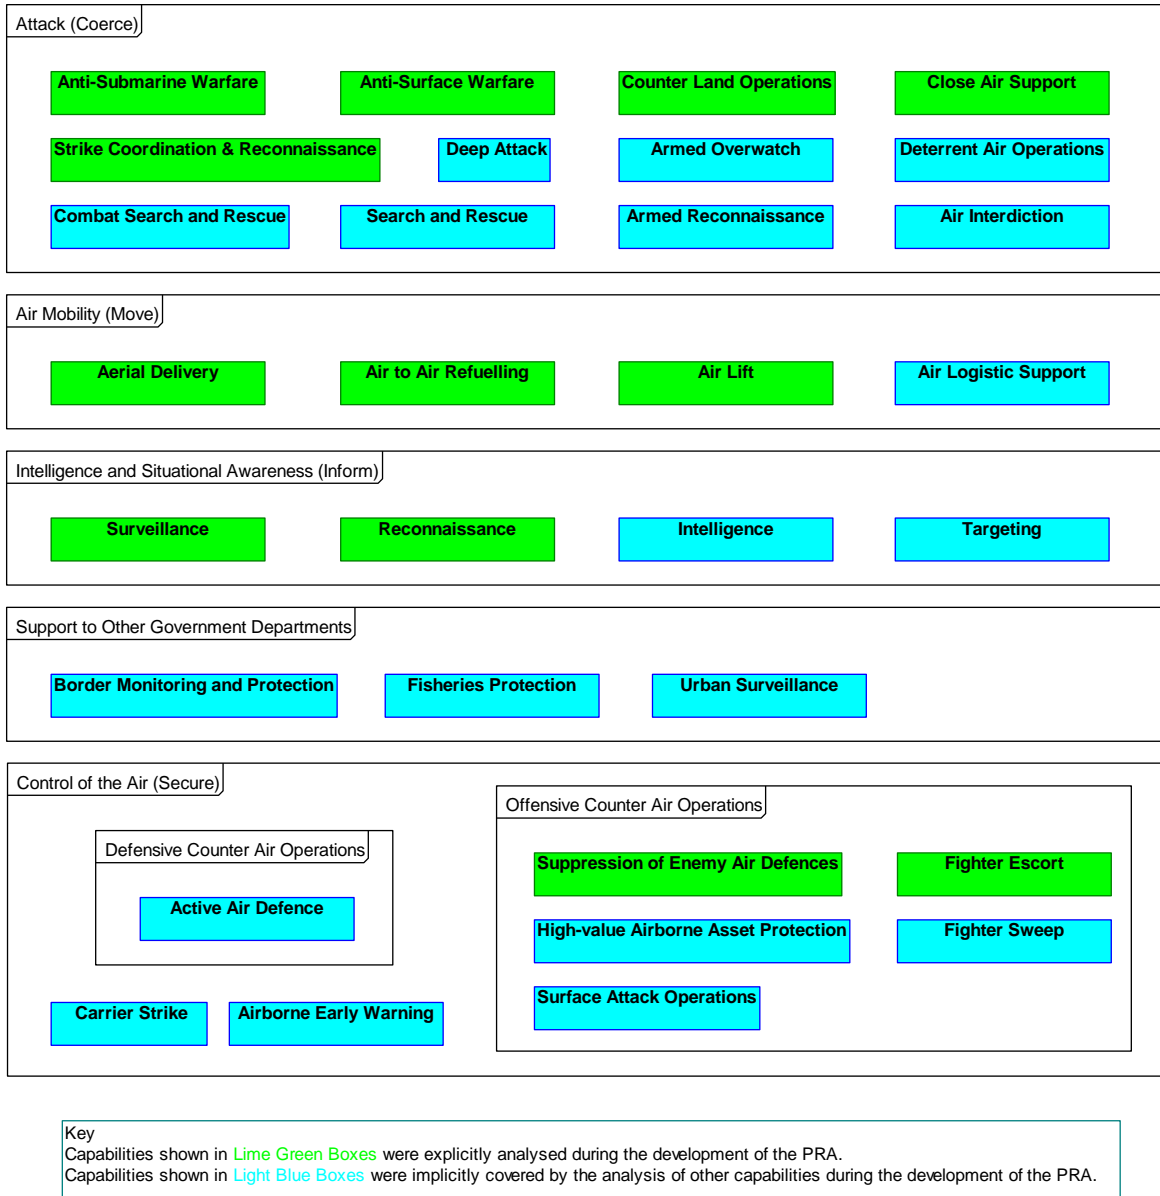 Attack (Coerce)
Anti-Submarine Warfare
Anti-Surface Warfare
Counter Land Operations
Close Air Support
Strike Coordination & Reconnaissance
Deep Attack
Armed Overwatch
Deterrent Air Operations
Combat Search and Rescue
Search and Rescue
Armed Reconnaissance
Air Interdiction
Air Mobility (Move)
Aerial Delivery
Air to Air Refuelling
Air Lift
Air Logistic Support
Intelligence and Situational Awareness (Inform)
Surveillance
Reconnaissance
Intelligence
Targeting
Support to Other Government Departments
Border Monitoring and Protection
Fisheries Protection
Urban Surveillance
Control of the Air (Secure)
Defensive Counter Air Operations
Active Air Defence
Carrier Strike
Airborne Early Warning
Offensive Counter Air Operations
Suppression of Enemy Air Defences
Fighter Escort
High-value Airborne Asset Protection
Fighter Sweep
Surface Attack Operations
Key
Capabilities shown in Lime Green Boxes were explicitly analysed during the development of the PRA.
Capabilities shown in Light Blue Boxes were implicitly covered by the analysis of other capabilities during the development of the PRA.